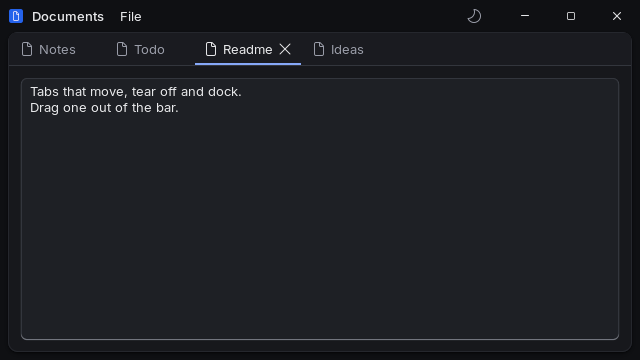 Documents File
Notes Todo Readme Ideas
Tabs that move, tear off and dock.
Drag one out of the bar.